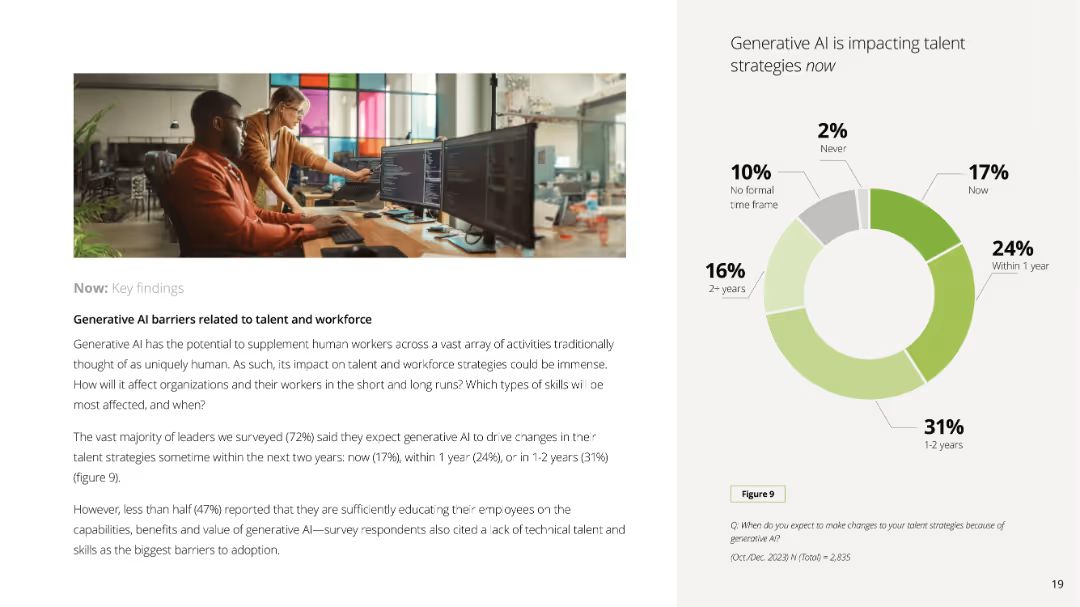 Generative AI is impacting talent
strategies now
Now: Key findings
Generative AI barriers related to talent and workforce
Generative AI has the potential to supplement human workers across a vast array of activities traditionally
thought of as uniquely human. As such, its impact on talent and workforce strategies could be immense.
How will it affect organizations and their workers in the short and long runs? Which types of skills will be
most affected, and when?
The vast majority of leaders we surveyed (72%) said they expect generative AI to drive changes in their
talent strategies sometime within the next two years: now (17%), within 1 year (24%), or in 1-2 years (31%)
(figure 9).
However, less than half (47%) reported that they are sufficiently educating their employees on the
capabilities, benefits and value of generative AI—survey respondents also cited a lack of technical talent and
skills as the biggest barriers to adoption.
2%
Never
10%
No formal
time frame
17%
Now
24%
Within 1 year
16%
2+ years
31%
1-2 years
Figure 9
Q: When do you expect to make changes to your talent strategies because of
generative AI?
(Oct./Dec. 2023) N (Total) = 2,835
19